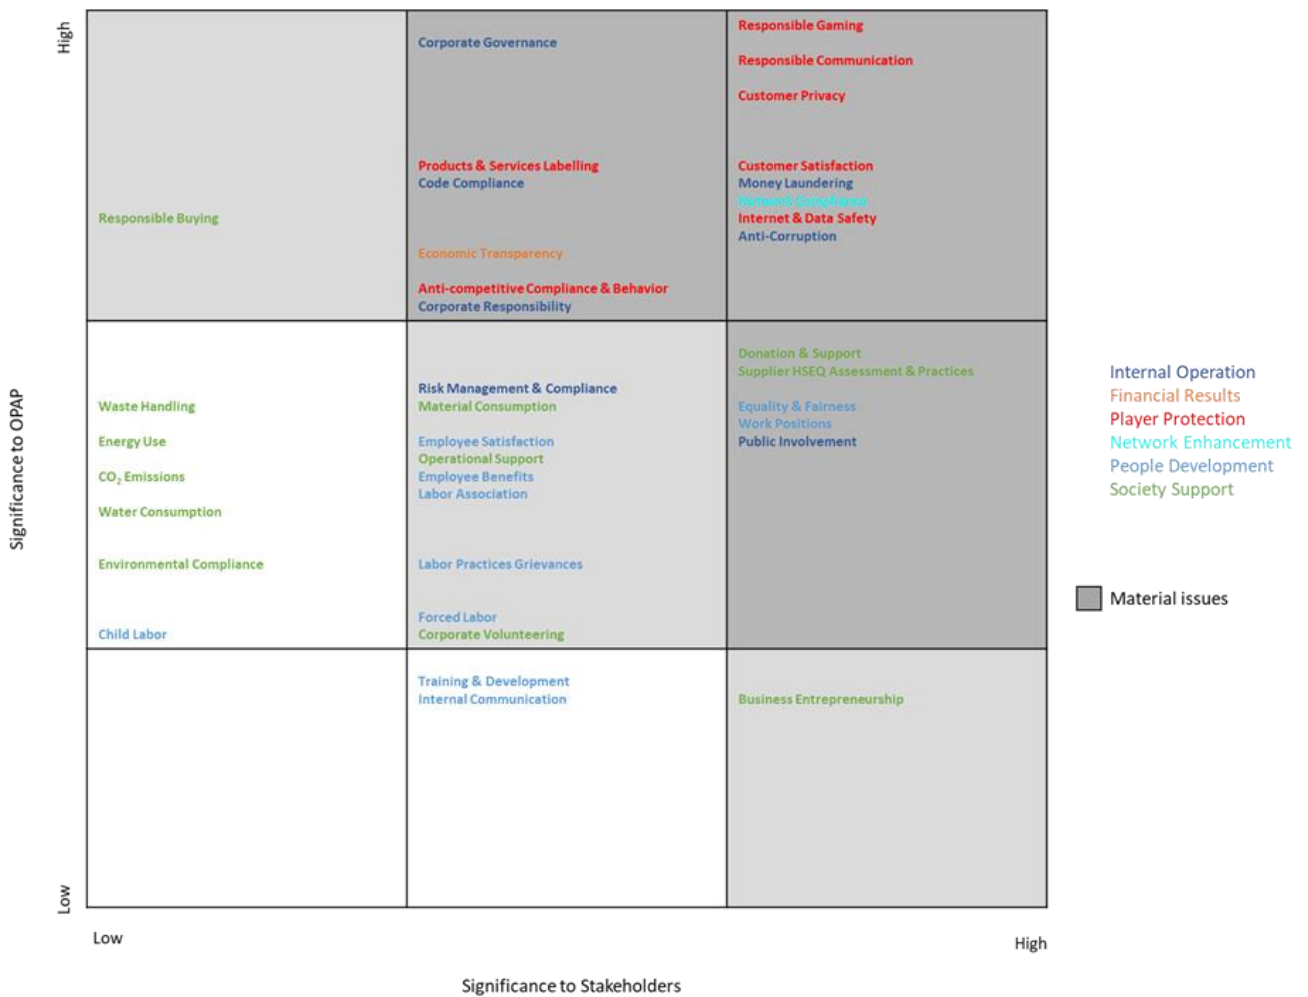 High
Corporate Governance
Responsible Gaming
Responsible Communication
Customer Privacy
Products & Services Labelling
Code Compliance
Customer Satisfaction
Money Laundering
Network Compliance
Internet & Data Safety
Anti-Corruption
Responsible Buying
Economic Transparency
Anti-competitive Compliance & Behavior
Corporate Responsibility
Donation & Support
Supplier HSEQ Assessment & Practices
Risk Management & Compliance
Material Consumption
Equality & Fairness
Work Positions
Public Involvement
Waste Handling
Energy Use
CO₂ Emissions
Water Consumption
Environmental Compliance
Child Labor
Employee Satisfaction
Operational Support
Employee Benefits
Labor Association
Labor Practices Grievances
Forced Labor
Corporate Volunteering
Training & Development
Internal Communication
Business Entrepreneurship
Significance to OPAP
Low
Low
High
Significance to Stakeholders
Internal Operation
Financial Results
Player Protection
Network Enhancement
People Development
Society Support
Material issues